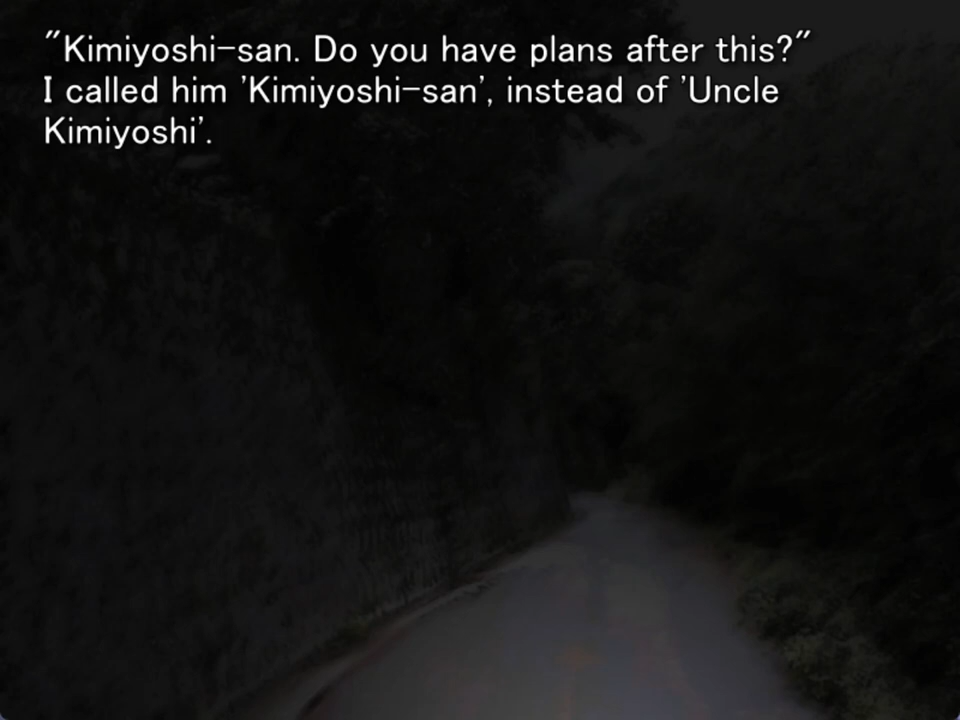 "Kimiyoshi-san. Do you have plans after this?"
I called him 'Kimiyoshi-san', instead of 'Uncle
Kimiyoshi'.